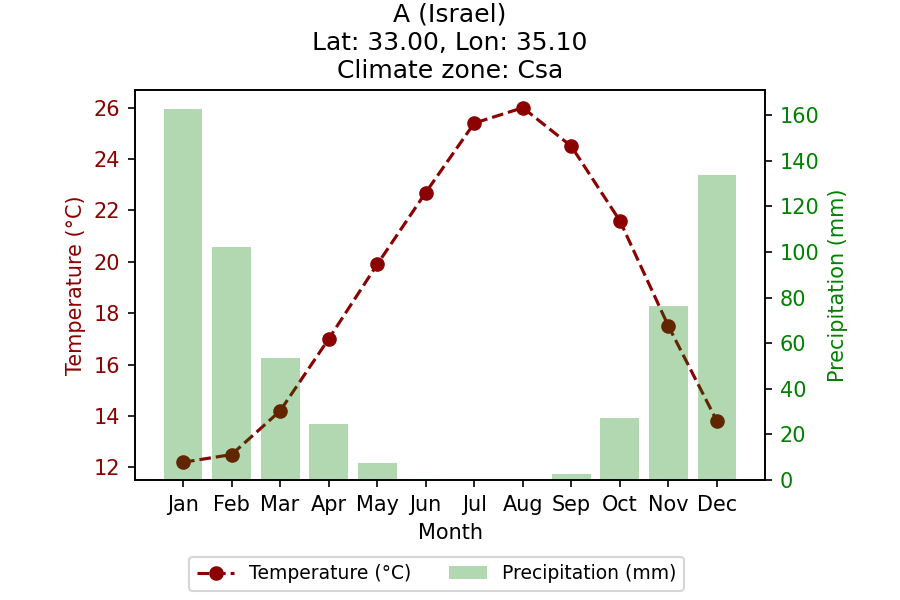 A (Israel)
Lat: 33.00, Lon: 35.10
Climate zone: Csa
26
24
22
20
18
16
14
12
Temperature (°C)
160
140
120
100
80
60
40
20
0
Precipitation (mm)
Jan Feb Mar Apr May Jun Jul Aug Sep Oct Nov Dec
Month
Temperature (°C) Precipitation (mm)